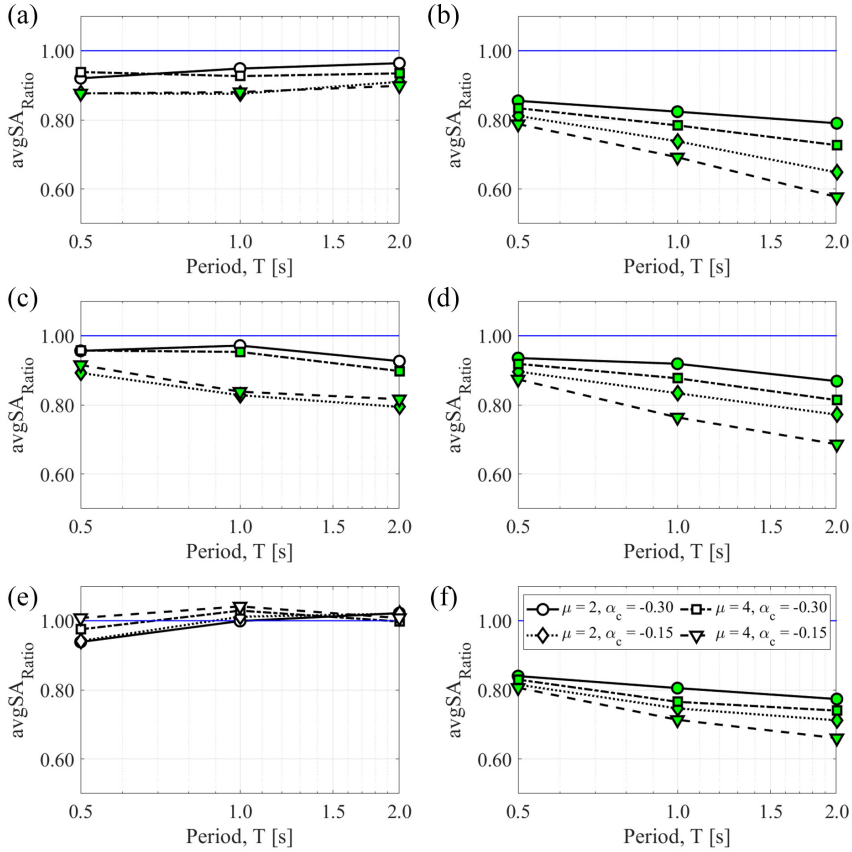 (a)
1.00
0.80
0.60
avgSA_Ratio
0.5 1.0 1.5 2.0
Period, T [s]
(b)
1.00
0.80
0.60
avgSA_Ratio
0.5 1.0 1.5 2.0
Period, T [s]
(c)
1.00
0.80
0.60
avgSA_Ratio
0.5 1.0 1.5 2.0
Period, T [s]
(d)
1.00
0.80
0.60
avgSA_Ratio
0.5 1.0 1.5 2.0
Period, T [s]
(e)
1.00
0.80
0.60
avgSA_Ratio
0.5 1.0 1.5 2.0
Period, T [s]
(f)
μ = 2, α_c = -0.30 μ = 4, α_c = -0.30
μ = 2, α_c = -0.15 μ = 4, α_c = -0.15
1.00
0.80
0.60
avgSA_Ratio
0.5 1.0 1.5 2.0
Period, T [s]